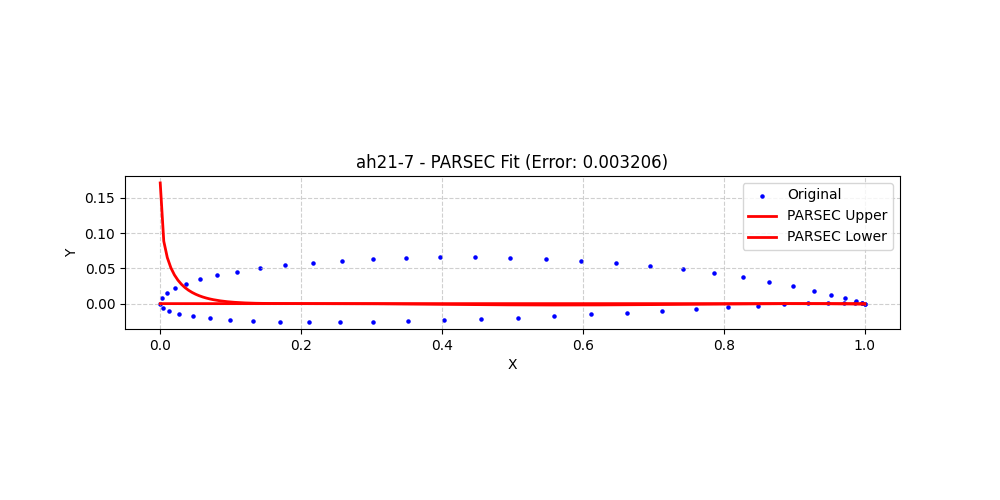 ah21-7 - PARSEC Fit (Error: 0.003206)
Original
PARSEC Upper
PARSEC Lower
0.15
0.10
0.05
0.00
Y
0.0 0.2 0.4 0.6 0.8 1.0
X